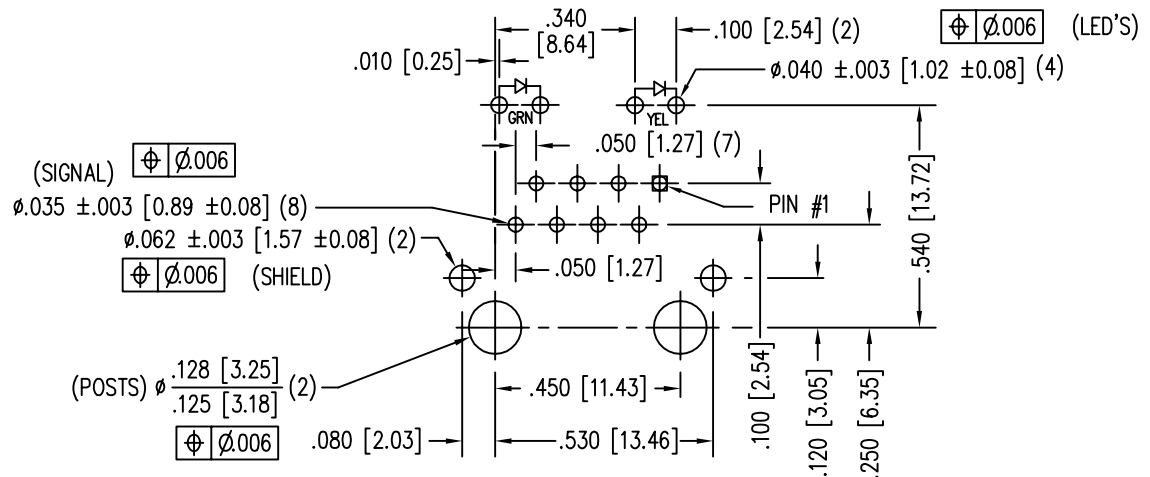 .340
[8.64]
.100 [2.54] (2)
⌖ Ø.006 (LED'S)
.010 [0.25]
Ø.040 ±.003 [1.02 ±0.08] (4)
GRN
YEL
.050 [1.27] (7)
(SIGNAL) ⌖ Ø.006
Ø.035 ±.003 [0.89 ±0.08] (8)
PIN #1
.540 [13.72]
Ø.062 ±.003 [1.57 ±0.08] (2)
⌖ Ø.006 (SHIELD)
.050 [1.27]
(POSTS) Ø .128 [3.25]
.125 [3.18] (2)
⌖ Ø.006
.450 [11.43]
.080 [2.03]
.530 [13.46]
.100 [2.54]
.120 [3.05]
.250 [6.35]